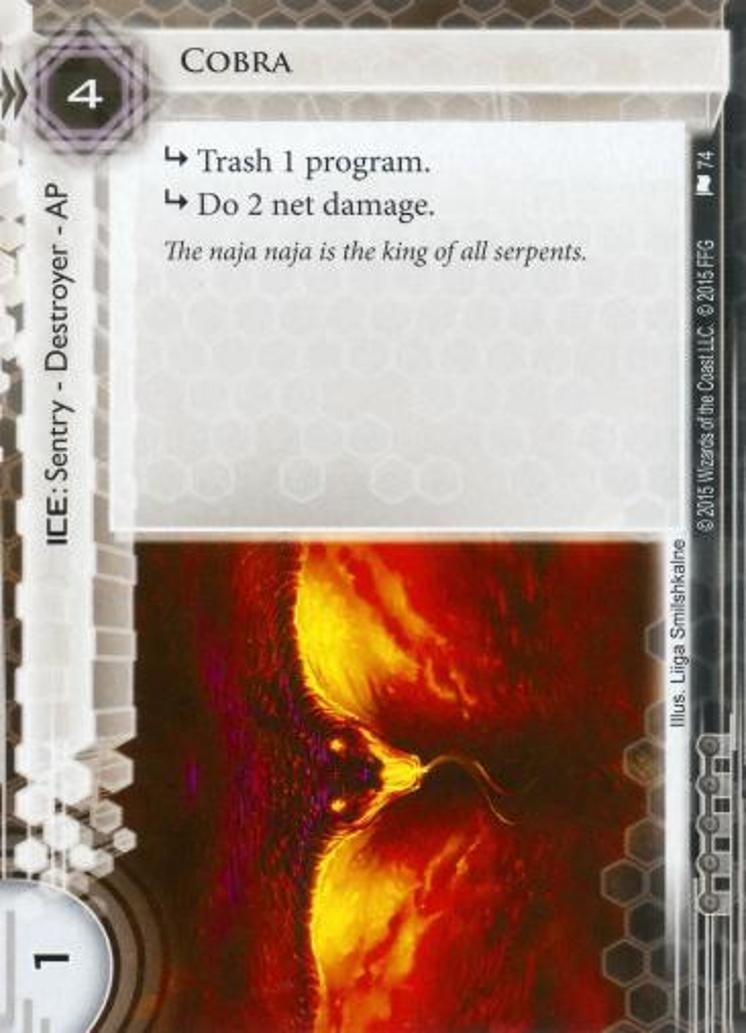 COBRA
4
↳ Trash 1 program.
↳ Do 2 net damage.
The naja naja is the king of all serpents.
ICE: Sentry - Destroyer - AP
1
74
© 2015 Wizards of the Coast LLC. © 2015 FFG
Illus. Liiga Smilshkalne